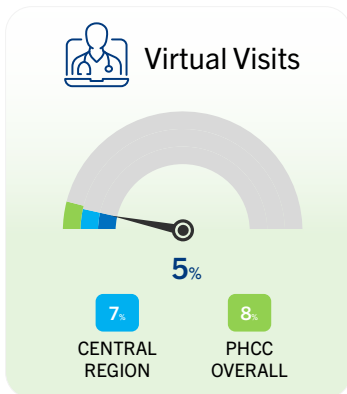 Virtual Visits
5%
7% 8%
CENTRAL PHCC
REGION OVERALL